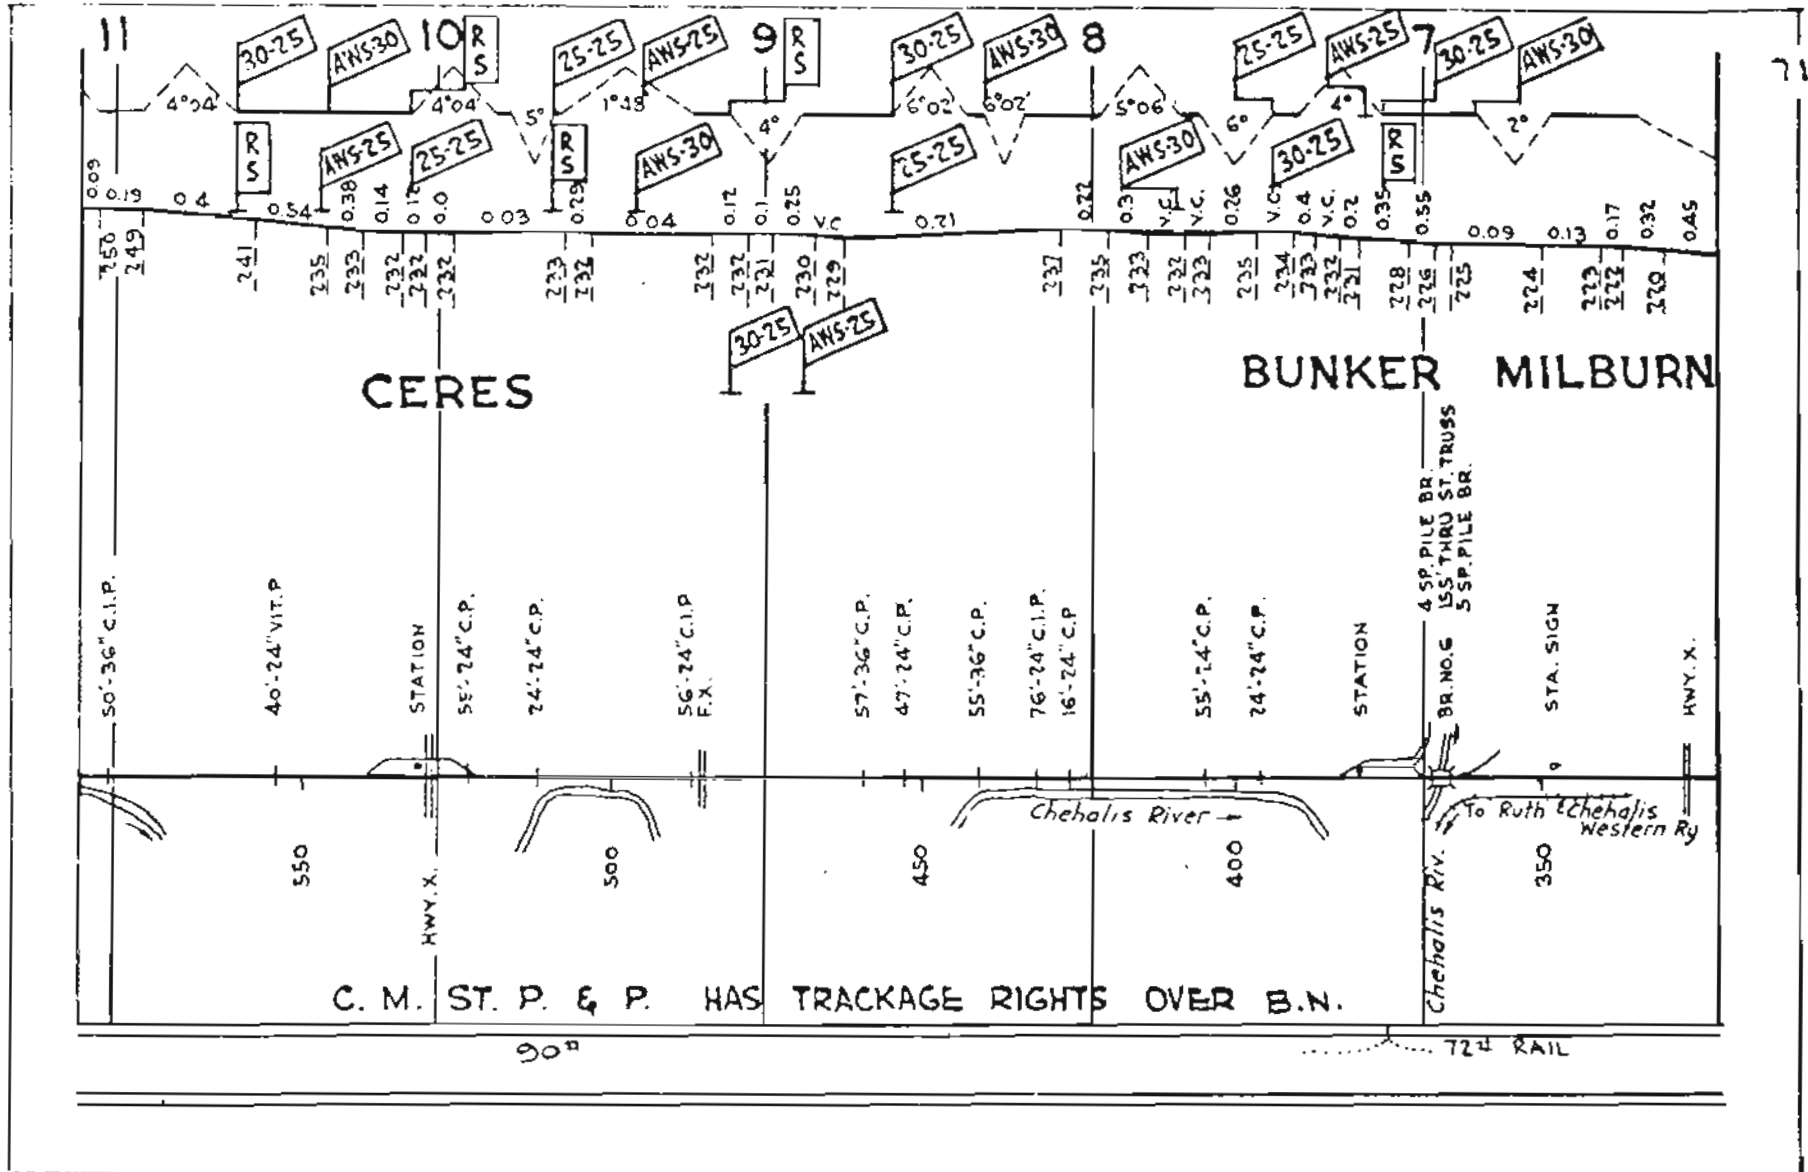 11 10 9 8 7
71
30-25 AWS-30 R S 25-25 AWS-25 R S 30-25 AWS-30 25-25 AWS-25 30-25 AWS-30
4°04 4°04 5° 1°48 4° 6°02 6°02' 5°06 6° 4° 2°
R S AWS-25 25-25 R S AWS-30 25-25 AWS-30 30-25 R S
0.09 0.19 0.4 0.54 0.38 0.14 0.12 0.0 0.03 0.29 0.04 0.12 0.1 0.25 V.C 0.21 0.22 0.3 V.C. V.C. 0.26 V.C. 0.4 V.C. 0.2 0.35 0.55 0.09 0.13 0.17 0.32 0.45
250 249 241 235 233 232 232 232 233 232 232 232 231 230 229 237 235 233 232 233 235 234 233 232 231 228 226 225 224 223 222 220
30-25 AWS-25
CERES BUNKER MILBURN
50'-36" C.I.P.
40'-24" VIT.P
STATION
55'-24" C.P.
24'-24" C.P.
56'-24" C.I.P
F.X.
57'-36" C.P.
47'-24" C.P.
55'-36" C.P.
76'-24" C.I.P.
16'-24" C.P
55'-24" C.P.
24'-24" C.P.
STATION
4 SP. PILE BR.
BR. NO. 6 155' THRU ST. TRUSS
5 SP. PILE BR.
STA. SIGN
HWY. X.
Chehalis River →
To Ruth & Chehalis
Western Ry
550 500 450 400 350
HWY. X.
Chehalis Riv.
C. M. ST. P. & P. HAS TRACKAGE RIGHTS OVER B.N.
90# 72# RAIL